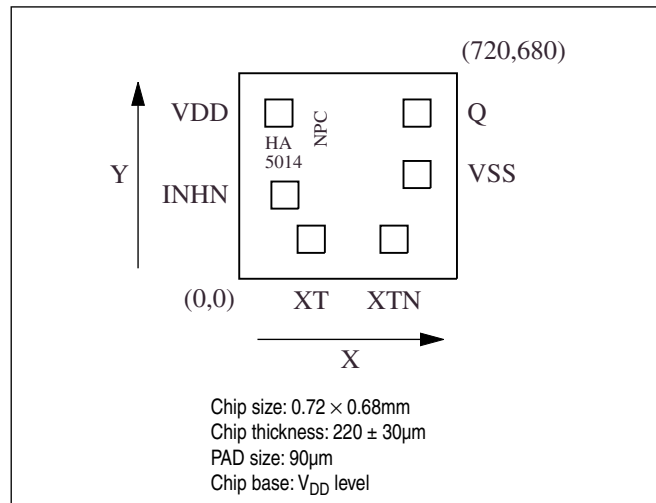 (720,680)
VDD
Q
HA
5014
NPC
Y
VSS
INHN
(0,0)
XT
XTN
X
Chip size: 0.72 × 0.68mm
Chip thickness: 220 ± 30μm
PAD size: 90μm
Chip base: VDD level